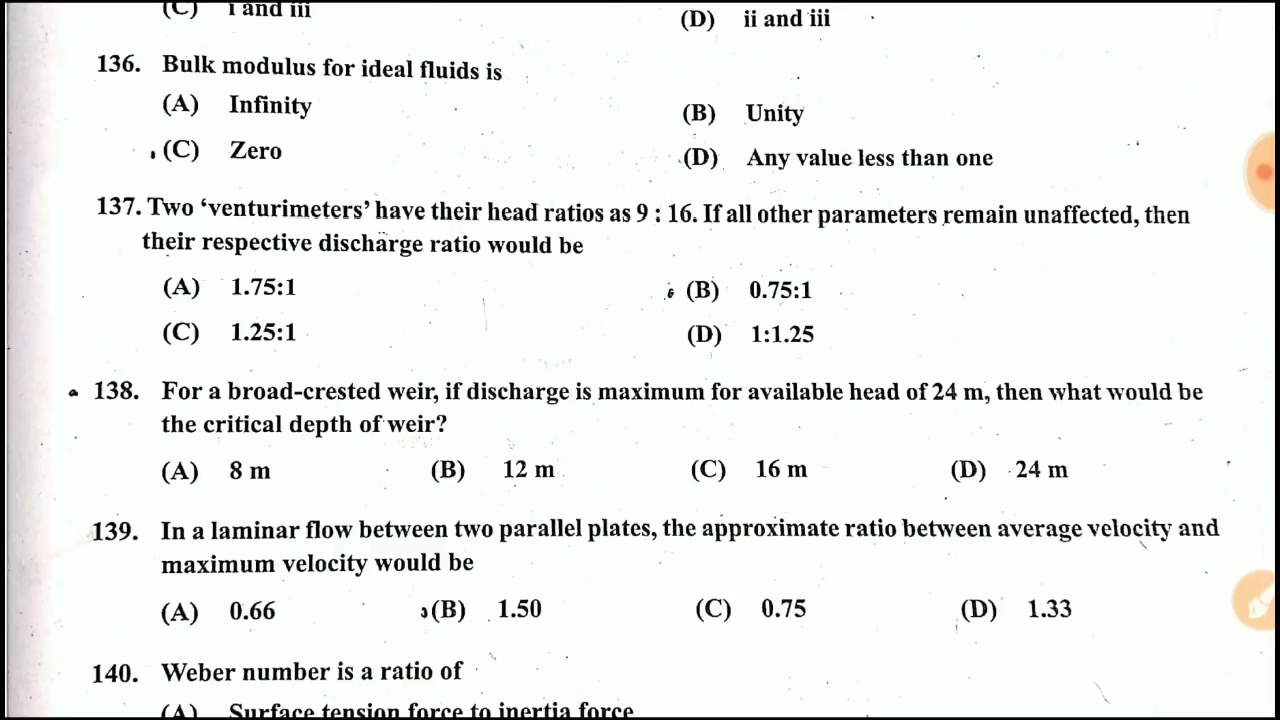 (C) i and iii
(D) ii and iii
136. Bulk modulus for ideal fluids is
(A) Infinity
(B) Unity
(C) Zero
(D) Any value less than one
137. Two ‘venturimeters’ have their head ratios as 9 : 16. If all other parameters remain unaffected, then
their respective discharge ratio would be
(A) 1.75:1
(B) 0.75:1
(C) 1.25:1
(D) 1:1.25
138. For a broad-crested weir, if discharge is maximum for available head of 24 m, then what would be
the critical depth of weir?
(A) 8 m (B) 12 m (C) 16 m (D) 24 m
139. In a laminar flow between two parallel plates, the approximate ratio between average velocity and
maximum velocity would be
(A) 0.66 (B) 1.50 (C) 0.75 (D) 1.33
140. Weber number is a ratio of
(A) Surface tension force to inertia force